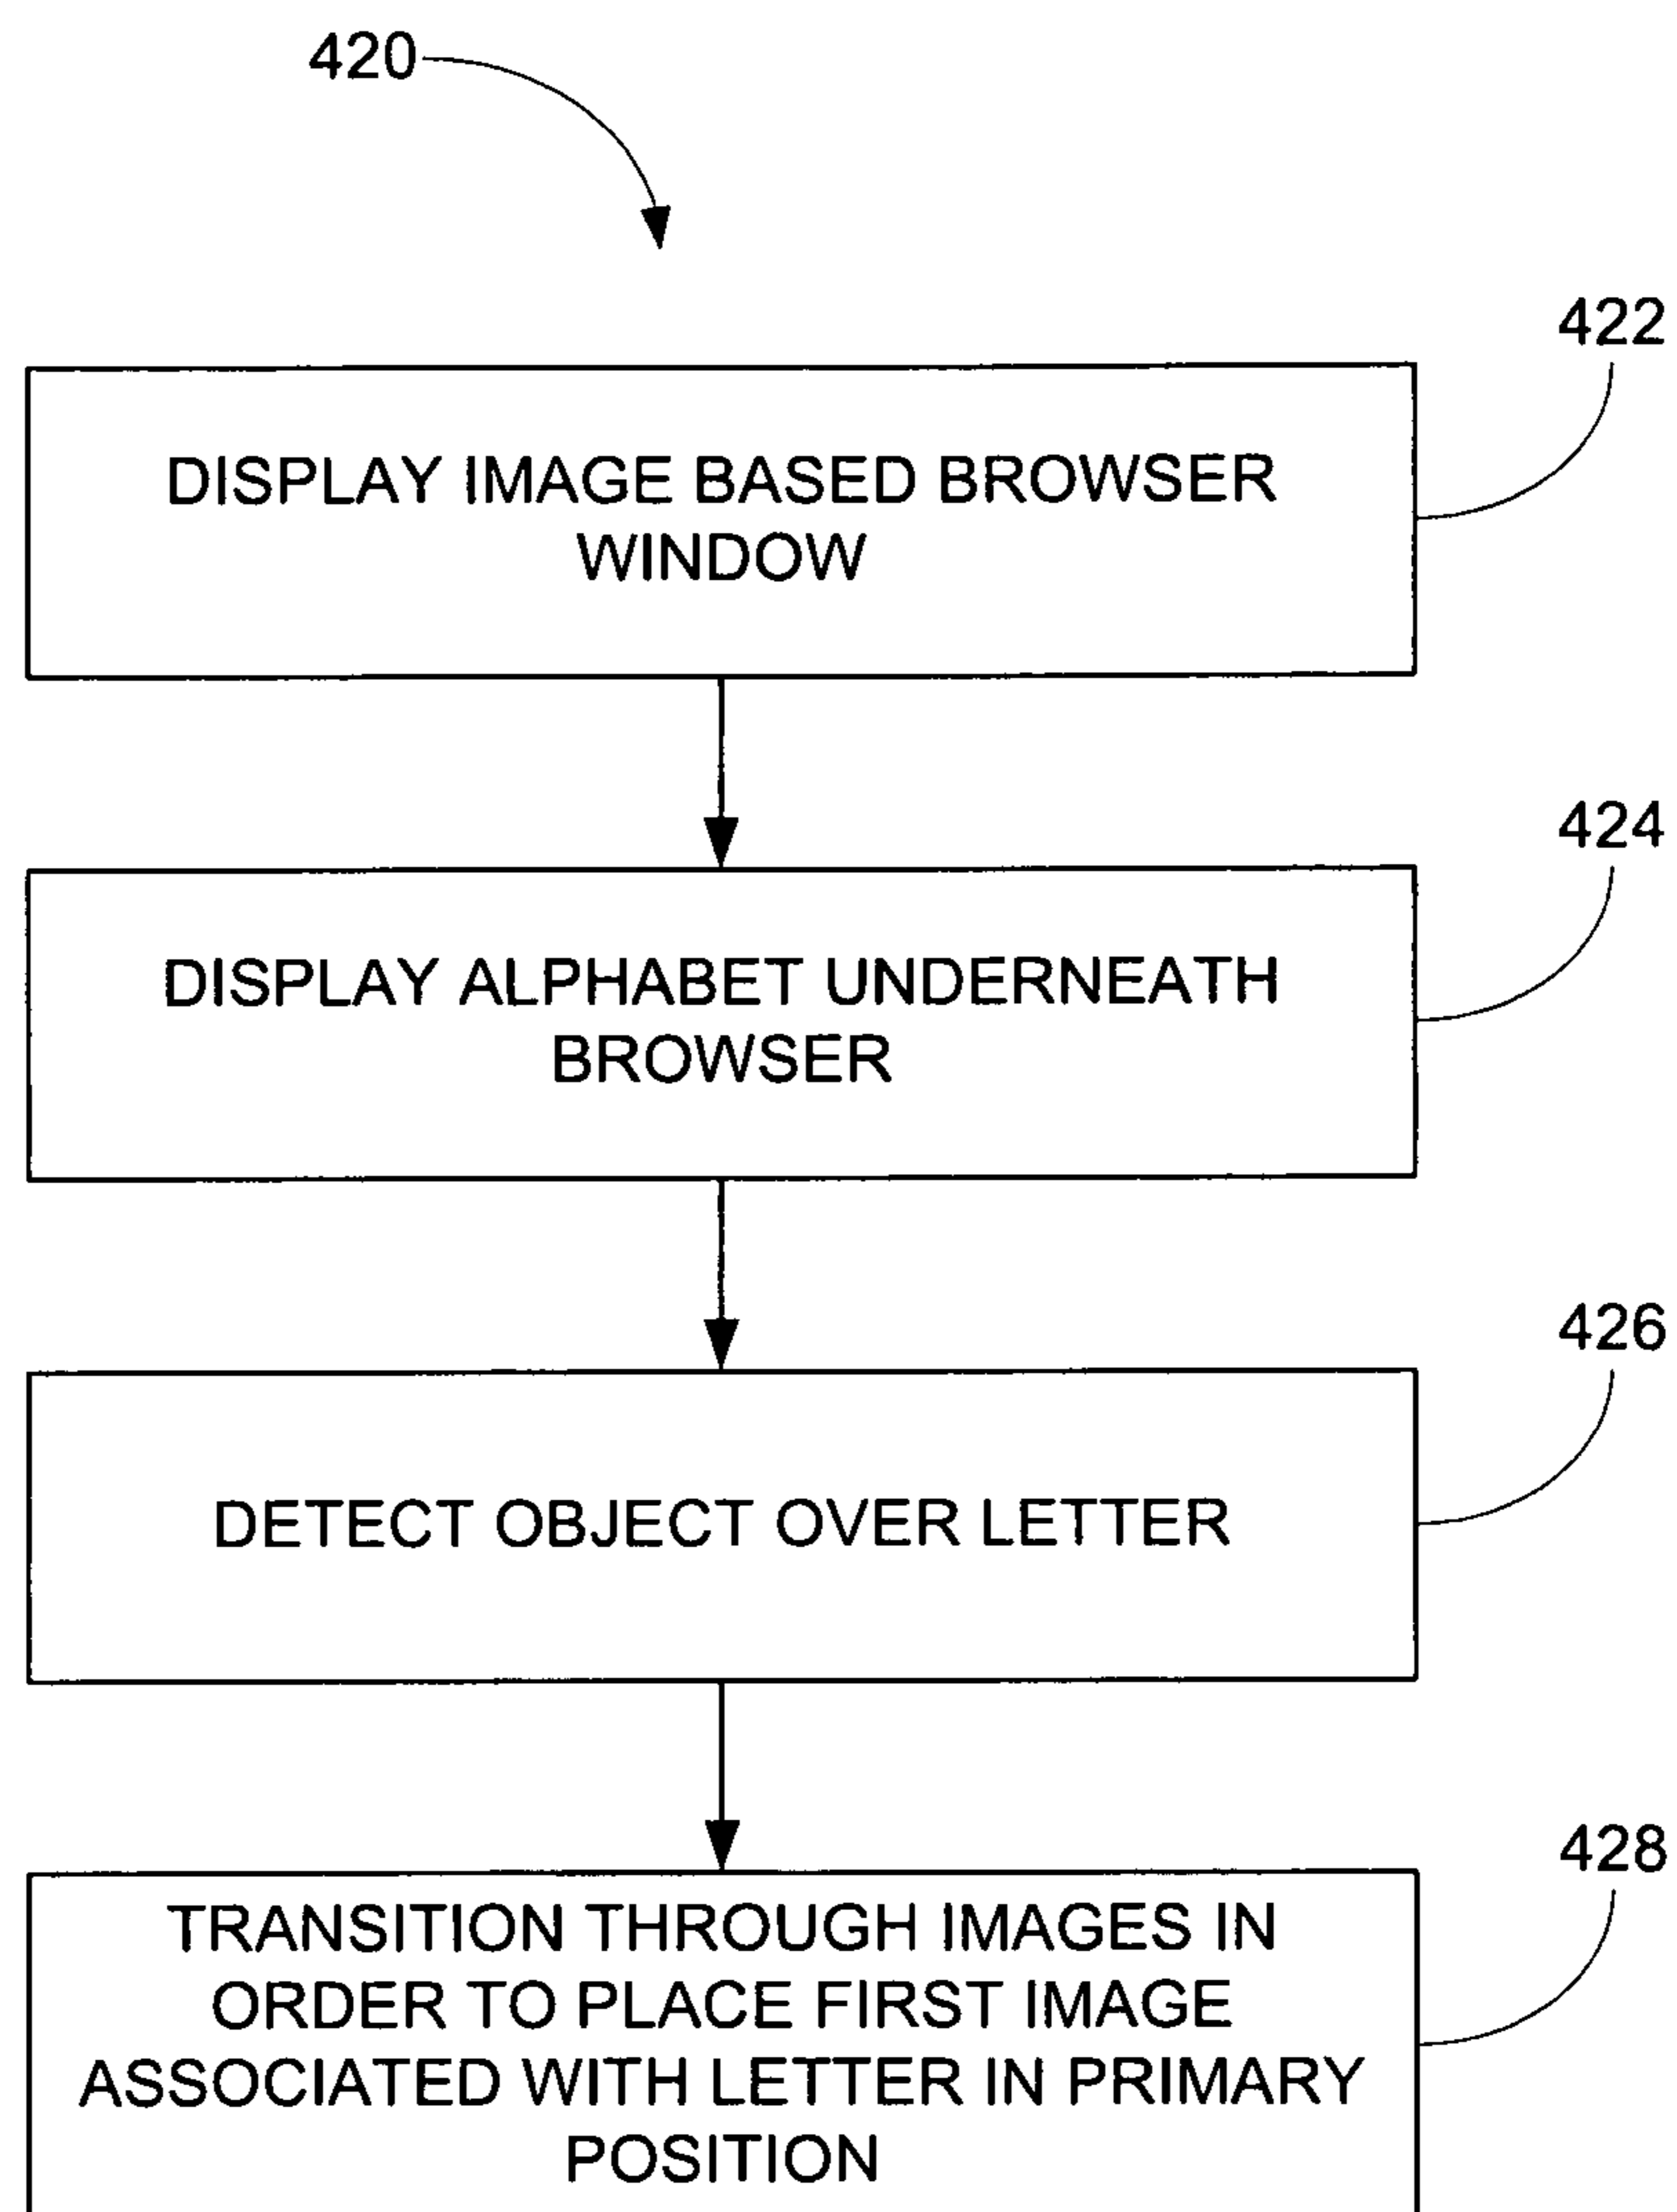 420
422
DISPLAY IMAGE BASED BROWSER
WINDOW
424
DISPLAY ALPHABET UNDERNEATH
BROWSER
426
DETECT OBJECT OVER LETTER
428
TRANSITION THROUGH IMAGES IN
ORDER TO PLACE FIRST IMAGE
ASSOCIATED WITH LETTER IN PRIMARY
POSITION